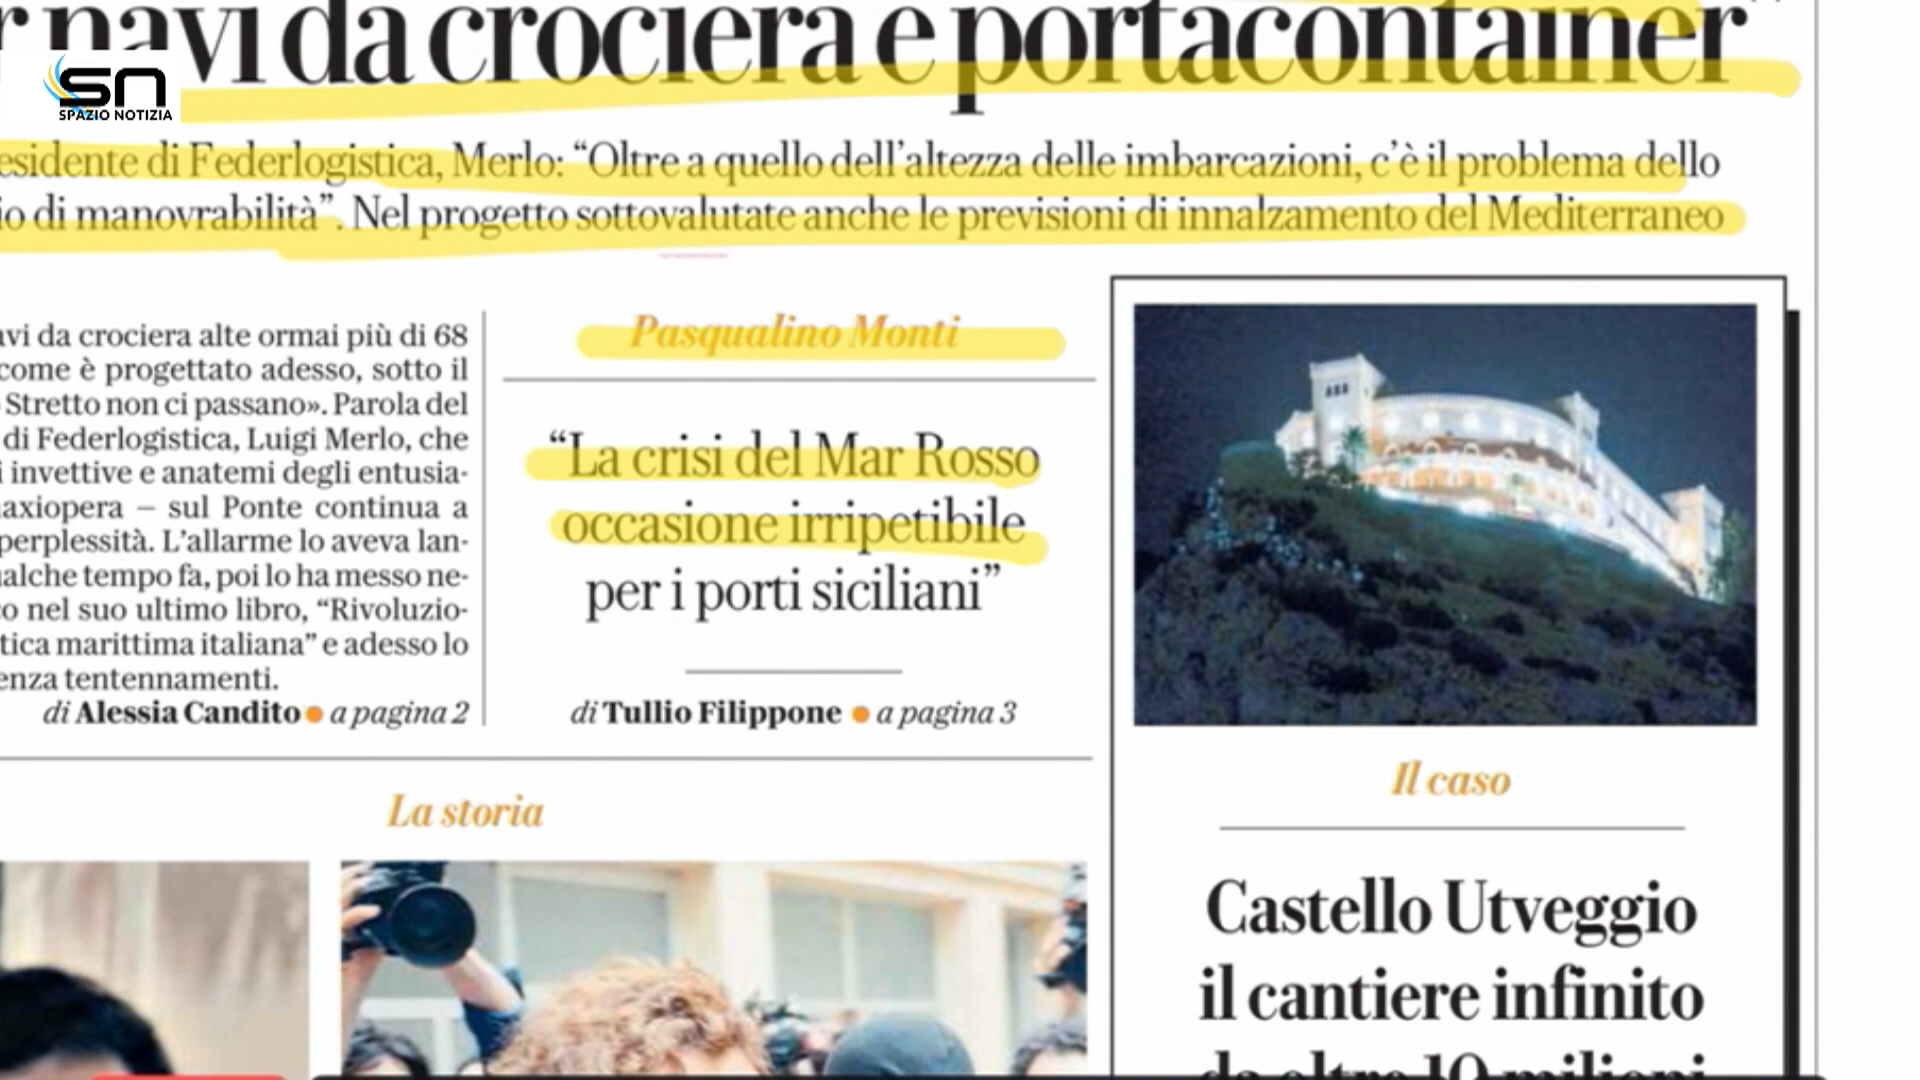 navi da crociera e portacontainer”
sn
SPAZIO NOTIZIA
esidente di Federlogistica, Merlo: “Oltre a quello dell’altezza delle imbarcazioni, c’è il problema dello
io di manovrabilità”. Nel progetto sottovalutate anche le previsioni di innalzamento del Mediterraneo
avi da crociera alte ormai più di 68
come è progettato adesso, sotto il
Stretto non ci passano». Parola del
di Federlogistica, Luigi Merlo, che
i invettive e anatemi degli entusia-
axiopera – sul Ponte continua a
perplessità. L’allarme lo aveva lan-
ualche tempo fa, poi lo ha messo ne-
co nel suo ultimo libro, “Rivoluzio-
tica marittima italiana” e adesso lo
enza tentennamenti.
di Alessia Candito ● a pagina 2
Pasqualino Monti
“La crisi del Mar Rosso
occasione irripetibile
per i porti siciliani”
di Tullio Filippone ● a pagina 3
La storia
Il caso
Castello Utveggio
il cantiere infinito
da oltre 10 milioni